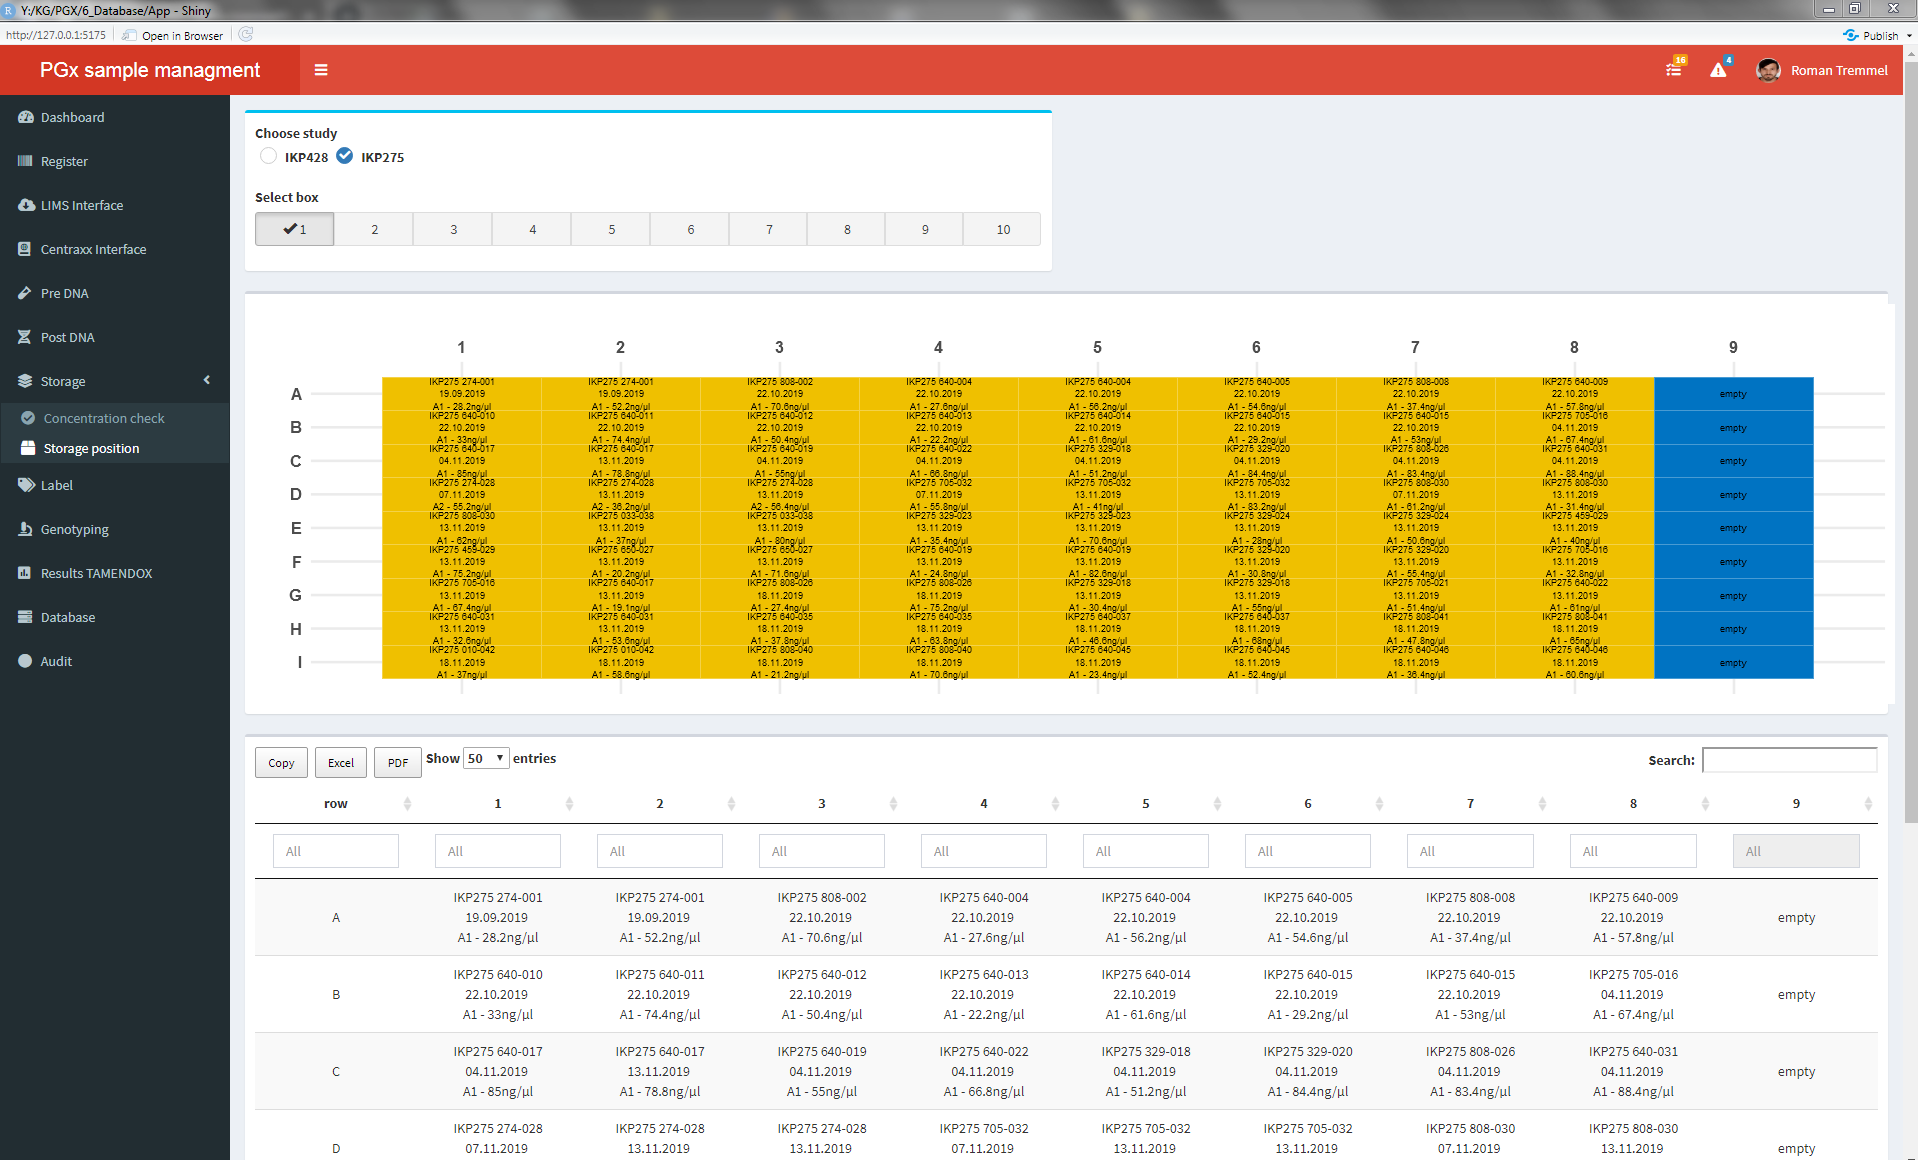 Y:/KG/PGX/6_Database/App - Shiny
http://127.0.0.1:5175 Open in Browser Publish
PGx sample managment 16 4 Roman Tremmel
Dashboard
Register
LIMS Interface
Centraxx Interface
Pre DNA
Post DNA
Storage
Concentration check
Storage position
Label
Genotyping
Results TAMENDOX
Database
Audit
Choose study
IKP428 IKP275
Select box
1 2 3 4 5 6 7 8 9 10
1 2 3 4 5 6 7 8 9
IKP275 274-001 IKP275 274-001 IKP275 808-002 IKP275 640-004 IKP275 640-004 IKP275 640-005 IKP275 808-008 IKP275 640-009
A 19.09.2019 19.09.2019 22.10.2019 22.10.2019 22.10.2019 22.10.2019 22.10.2019 22.10.2019 empty
A1 - 28.2ng/µl A1 - 52.2ng/µl A1 - 70.6ng/µl A1 - 27.6ng/µl A1 - 56.2ng/µl A1 - 54.6ng/µl A1 - 37.4ng/µl A1 - 57.8ng/µl
IKP275 640-010 IKP275 640-011 IKP275 640-012 IKP275 640-013 IKP275 640-014 IKP275 640-015 IKP275 640-015 IKP275 705-016
B 22.10.2019 22.10.2019 22.10.2019 22.10.2019 22.10.2019 22.10.2019 22.10.2019 04.11.2019 empty
A1 - 33ng/µl A1 - 74.4ng/µl A1 - 50.4ng/µl A1 - 22.2ng/µl A1 - 61.6ng/µl A1 - 29.2ng/µl A1 - 53ng/µl A1 - 67.4ng/µl
IKP275 640-017 IKP275 640-017 IKP275 640-019 IKP275 640-022 IKP275 329-018 IKP275 329-020 IKP275 808-026 IKP275 640-031
C 04.11.2019 13.11.2019 04.11.2019 04.11.2019 04.11.2019 04.11.2019 04.11.2019 04.11.2019 empty
A1 - 85ng/µl A1 - 78.8ng/µl A1 - 55ng/µl A1 - 66.8ng/µl A1 - 51.2ng/µl A1 - 84.4ng/µl A1 - 83.4ng/µl A1 - 88.4ng/µl
IKP275 274-028 IKP275 274-028 IKP275 274-028 IKP275 705-032 IKP275 705-032 IKP275 705-032 IKP275 808-030 IKP275 808-030
D 07.11.2019 13.11.2019 13.11.2019 07.11.2019 13.11.2019 13.11.2019 07.11.2019 13.11.2019 empty
A2 - 55.2ng/µl A2 - 36.2ng/µl A2 - 56.4ng/µl A1 - 55.8ng/µl A1 - 41ng/µl A1 - 83.2ng/µl A1 - 61.2ng/µl A1 - 31.4ng/µl
IKP275 808-030 IKP275 033-038 IKP275 033-038 IKP275 329-023 IKP275 329-023 IKP275 329-024 IKP275 329-024 IKP275 459-029
E 13.11.2019 13.11.2019 13.11.2019 13.11.2019 13.11.2019 13.11.2019 13.11.2019 13.11.2019 empty
A1 - 62ng/µl A1 - 37ng/µl A1 - 80ng/µl A1 - 35.4ng/µl A1 - 70.6ng/µl A1 - 28ng/µl A1 - 50.6ng/µl A1 - 40ng/µl
IKP275 459-029 IKP275 650-027 IKP275 650-027 IKP275 640-019 IKP275 640-019 IKP275 329-020 IKP275 329-020 IKP275 705-016
F 13.11.2019 13.11.2019 13.11.2019 13.11.2019 13.11.2019 13.11.2019 13.11.2019 13.11.2019 empty
A1 - 75.2ng/µl A1 - 20.2ng/µl A1 - 71.6ng/µl A1 - 24.8ng/µl A1 - 82.6ng/µl A1 - 30.8ng/µl A1 - 55.4ng/µl A1 - 32.8ng/µl
IKP275 705-016 IKP275 640-017 IKP275 808-026 IKP275 808-026 IKP275 329-018 IKP275 329-018 IKP275 705-021 IKP275 640-022
G 13.11.2019 13.11.2019 18.11.2019 18.11.2019 13.11.2019 13.11.2019 13.11.2019 13.11.2019 empty
A1 - 67.4ng/µl A1 - 19.1ng/µl A1 - 27.4ng/µl A1 - 75.2ng/µl A1 - 30.4ng/µl A1 - 55ng/µl A1 - 51.4ng/µl A1 - 61ng/µl
IKP275 640-031 IKP275 640-031 IKP275 640-035 IKP275 640-035 IKP275 640-037 IKP275 640-037 IKP275 808-041 IKP275 808-041
H 13.11.2019 13.11.2019 18.11.2019 18.11.2019 18.11.2019 18.11.2019 18.11.2019 18.11.2019 empty
A1 - 32.6ng/µl A1 - 53.6ng/µl A1 - 37.8ng/µl A1 - 63.8ng/µl A1 - 46.6ng/µl A1 - 68ng/µl A1 - 47.8ng/µl A1 - 65ng/µl
IKP275 010-042 IKP275 010-042 IKP275 808-040 IKP275 808-040 IKP275 640-045 IKP275 640-045 IKP275 640-046 IKP275 640-046
I 18.11.2019 18.11.2019 18.11.2019 18.11.2019 18.11.2019 18.11.2019 18.11.2019 18.11.2019 empty
A1 - 37ng/µl A1 - 58.6ng/µl A1 - 21.2ng/µl A1 - 70.6ng/µl A1 - 23.4ng/µl A1 - 52.4ng/µl A1 - 36.4ng/µl A1 - 60.6ng/µl
Copy Excel PDF Show 50 entries Search:
row 1 2 3 4 5 6 7 8 9
All All All All All All All All All All
IKP275 274-001 IKP275 274-001 IKP275 808-002 IKP275 640-004 IKP275 640-004 IKP275 640-005 IKP275 808-008 IKP275 640-009
A 19.09.2019 19.09.2019 22.10.2019 22.10.2019 22.10.2019 22.10.2019 22.10.2019 22.10.2019 empty
A1 - 28.2ng/µl A1 - 52.2ng/µl A1 - 70.6ng/µl A1 - 27.6ng/µl A1 - 56.2ng/µl A1 - 54.6ng/µl A1 - 37.4ng/µl A1 - 57.8ng/µl
IKP275 640-010 IKP275 640-011 IKP275 640-012 IKP275 640-013 IKP275 640-014 IKP275 640-015 IKP275 640-015 IKP275 705-016
B 22.10.2019 22.10.2019 22.10.2019 22.10.2019 22.10.2019 22.10.2019 22.10.2019 04.11.2019 empty
A1 - 33ng/µl A1 - 74.4ng/µl A1 - 50.4ng/µl A1 - 22.2ng/µl A1 - 61.6ng/µl A1 - 29.2ng/µl A1 - 53ng/µl A1 - 67.4ng/µl
IKP275 640-017 IKP275 640-017 IKP275 640-019 IKP275 640-022 IKP275 329-018 IKP275 329-020 IKP275 808-026 IKP275 640-031
C 04.11.2019 13.11.2019 04.11.2019 04.11.2019 04.11.2019 04.11.2019 04.11.2019 04.11.2019 empty
A1 - 85ng/µl A1 - 78.8ng/µl A1 - 55ng/µl A1 - 66.8ng/µl A1 - 51.2ng/µl A1 - 84.4ng/µl A1 - 83.4ng/µl A1 - 88.4ng/µl
IKP275 274-028 IKP275 274-028 IKP275 274-028 IKP275 705-032 IKP275 705-032 IKP275 705-032 IKP275 808-030 IKP275 808-030
D 07.11.2019 13.11.2019 13.11.2019 07.11.2019 13.11.2019 13.11.2019 07.11.2019 13.11.2019 empty